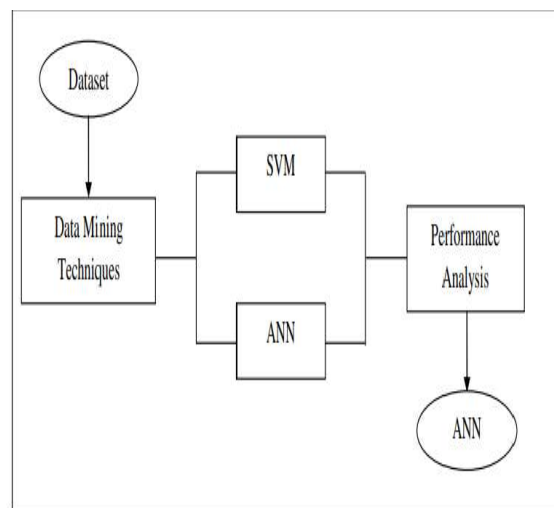 Dataset
Data Mining
Techniques
SVM
ANN
Performance
Analysis
ANN